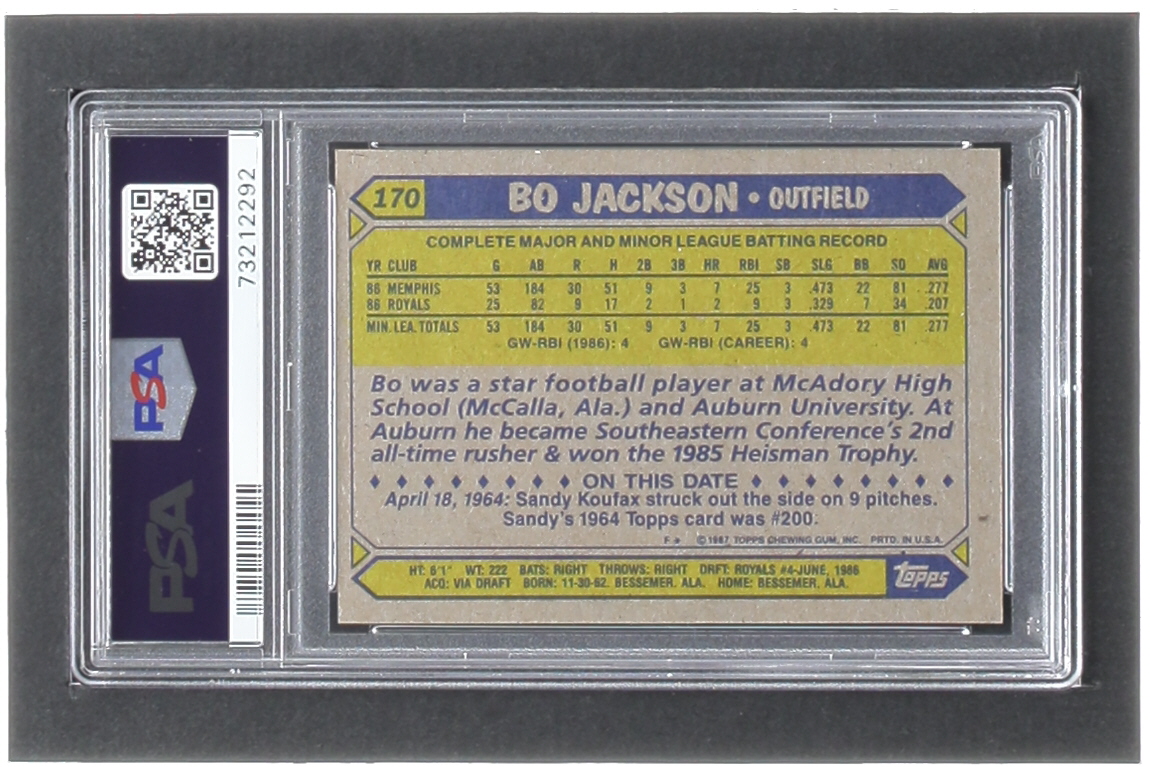 170 BO JACKSON • OUTFIELD
COMPLETE MAJOR AND MINOR LEAGUE BATTING RECORD
YR CLUB G AB R H 2B 3B HR RBI SB SLG BB SO AVG
86 MEMPHIS 53 184 30 51 9 3 7 25 3 .473 22 81 .277
86 ROYALS 25 82 9 17 2 1 2 9 3 .329 7 34 .207
MIN. LEA. TOTALS 53 184 30 51 9 3 7 25 3 .473 22 81 .277
GW-RBI (1986): 4 GW-RBI (CAREER): 4
Bo was a star football player at McAdory High
School (McCalla, Ala.) and Auburn University. At
Auburn he became Southeastern Conference's 2nd
all-time rusher & won the 1985 Heisman Trophy.
♦ ♦ ♦ ♦ ♦ ♦ ♦ ♦ ♦ ON THIS DATE ♦ ♦ ♦ ♦ ♦ ♦ ♦ ♦ ♦
April 18, 1964: Sandy Koufax struck out the side on 9 pitches.
Sandy's 1964 Topps card was #200.
F * © 1987 TOPPS CHEWING GUM, INC. PRTD. IN U.S.A.
HT: 6'1" WT: 222 BATS: RIGHT THROWS: RIGHT DRFT: ROYALS #4-JUNE, 1986
ACQ: VIA DRAFT BORN: 11-30-62, BESSEMER, ALA. HOME: BESSEMER, ALA.
topps
73212292
PSA
PSA